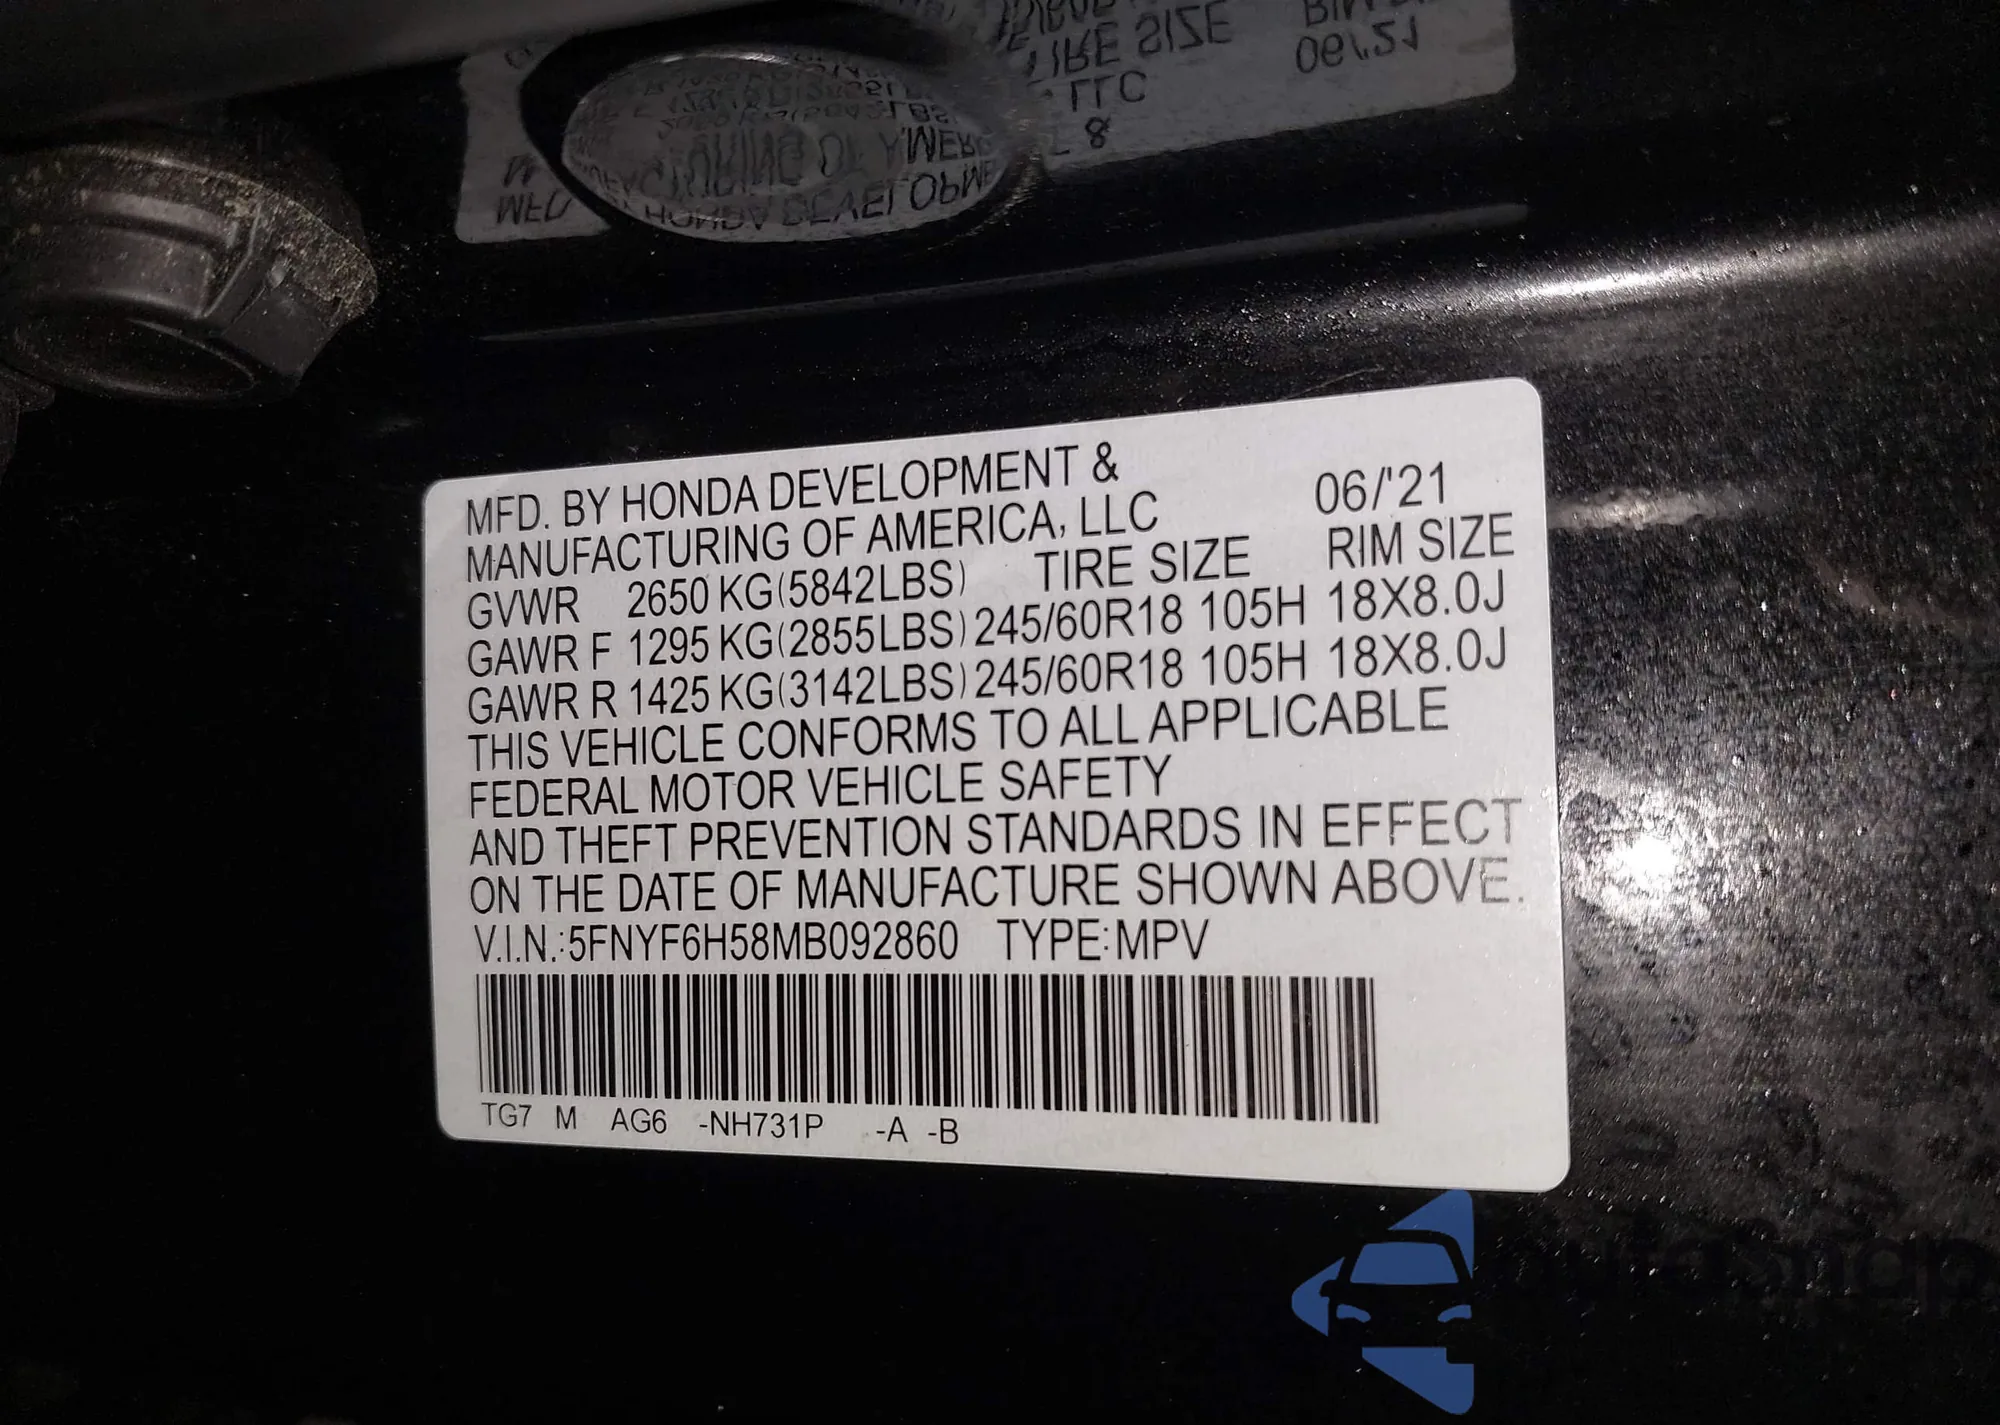 MFD. BY HONDA DEVELOPMENT & 06/'21
MANUFACTURING OF AMERICA, LLC
GVWR 2650 KG(5842LBS) TIRE SIZE RIM SIZE
GAWR F 1295 KG(2855LBS) 245/60R18 105H 18X8.0J
GAWR R 1425 KG(3142LBS) 245/60R18 105H 18X8.0J
THIS VEHICLE CONFORMS TO ALL APPLICABLE
FEDERAL MOTOR VEHICLE SAFETY
AND THEFT PREVENTION STANDARDS IN EFFECT
ON THE DATE OF MANUFACTURE SHOWN ABOVE.
V.I.N.:5FNYF6H58MB092860 TYPE:MPV
TG7 M AG6 -NH731P -A -B